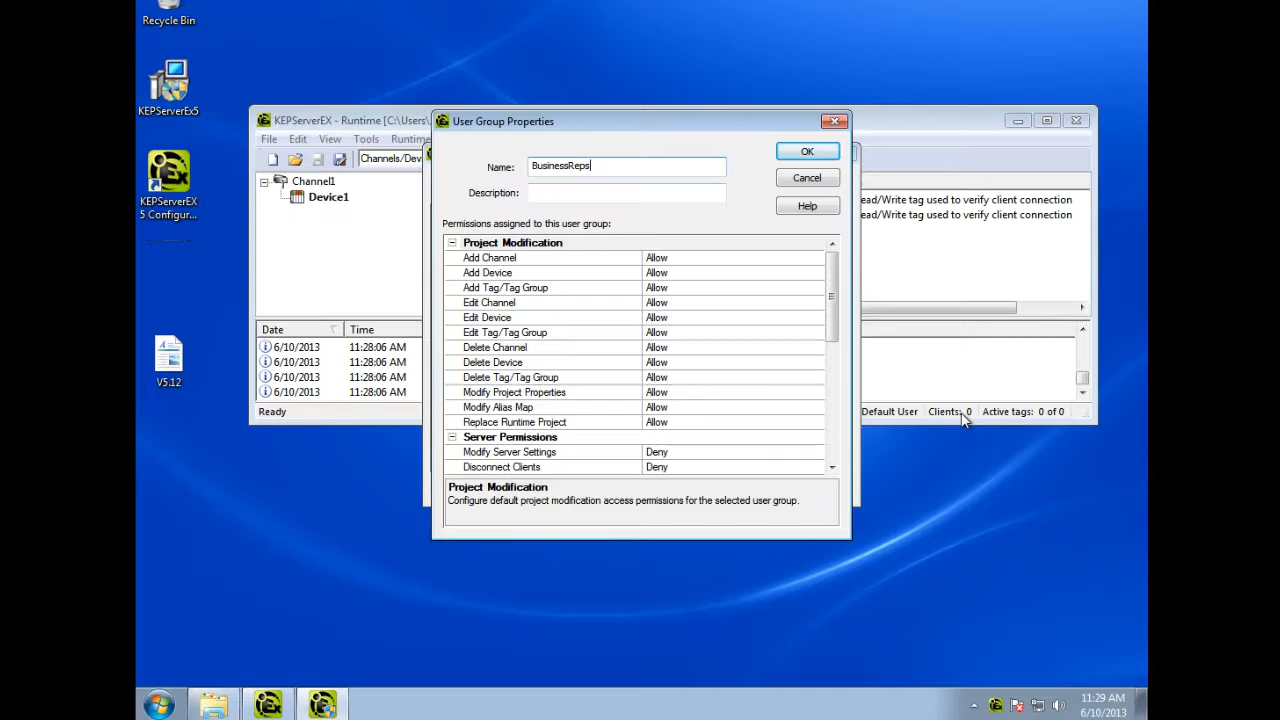 Recycle Bin
KEPServerEx5
KEPServerEX
5 Configur...
V5.12
KEPServerEX - Runtime [C:\Users\
File Edit View Tools Runtime
Channels/Dev
Channel1
Device1
Date Time
6/10/2013 11:28:06 AM
6/10/2013 11:28:06 AM
6/10/2013 11:28:06 AM
6/10/2013 11:28:06 AM
Ready
User Group Properties
Name: BusinessReps
Description:
OK
Cancel
Help
Permissions assigned to this user group:
Project Modification
Add Channel Allow
Add Device Allow
Add Tag/Tag Group Allow
Edit Channel Allow
Edit Device Allow
Edit Tag/Tag Group Allow
Delete Channel Allow
Delete Device Allow
Delete Tag/Tag Group Allow
Modify Project Properties Allow
Modify Alias Map Allow
Replace Runtime Project Allow
Server Permissions
Modify Server Settings Deny
Disconnect Clients Deny
Project Modification
Configure default project modification access permissions for the selected user group.
ead/Write tag used to verify client connection
ead/Write tag used to verify client connection
Default User Clients: 0 Active tags: 0 of 0
11:29 AM
6/10/2013